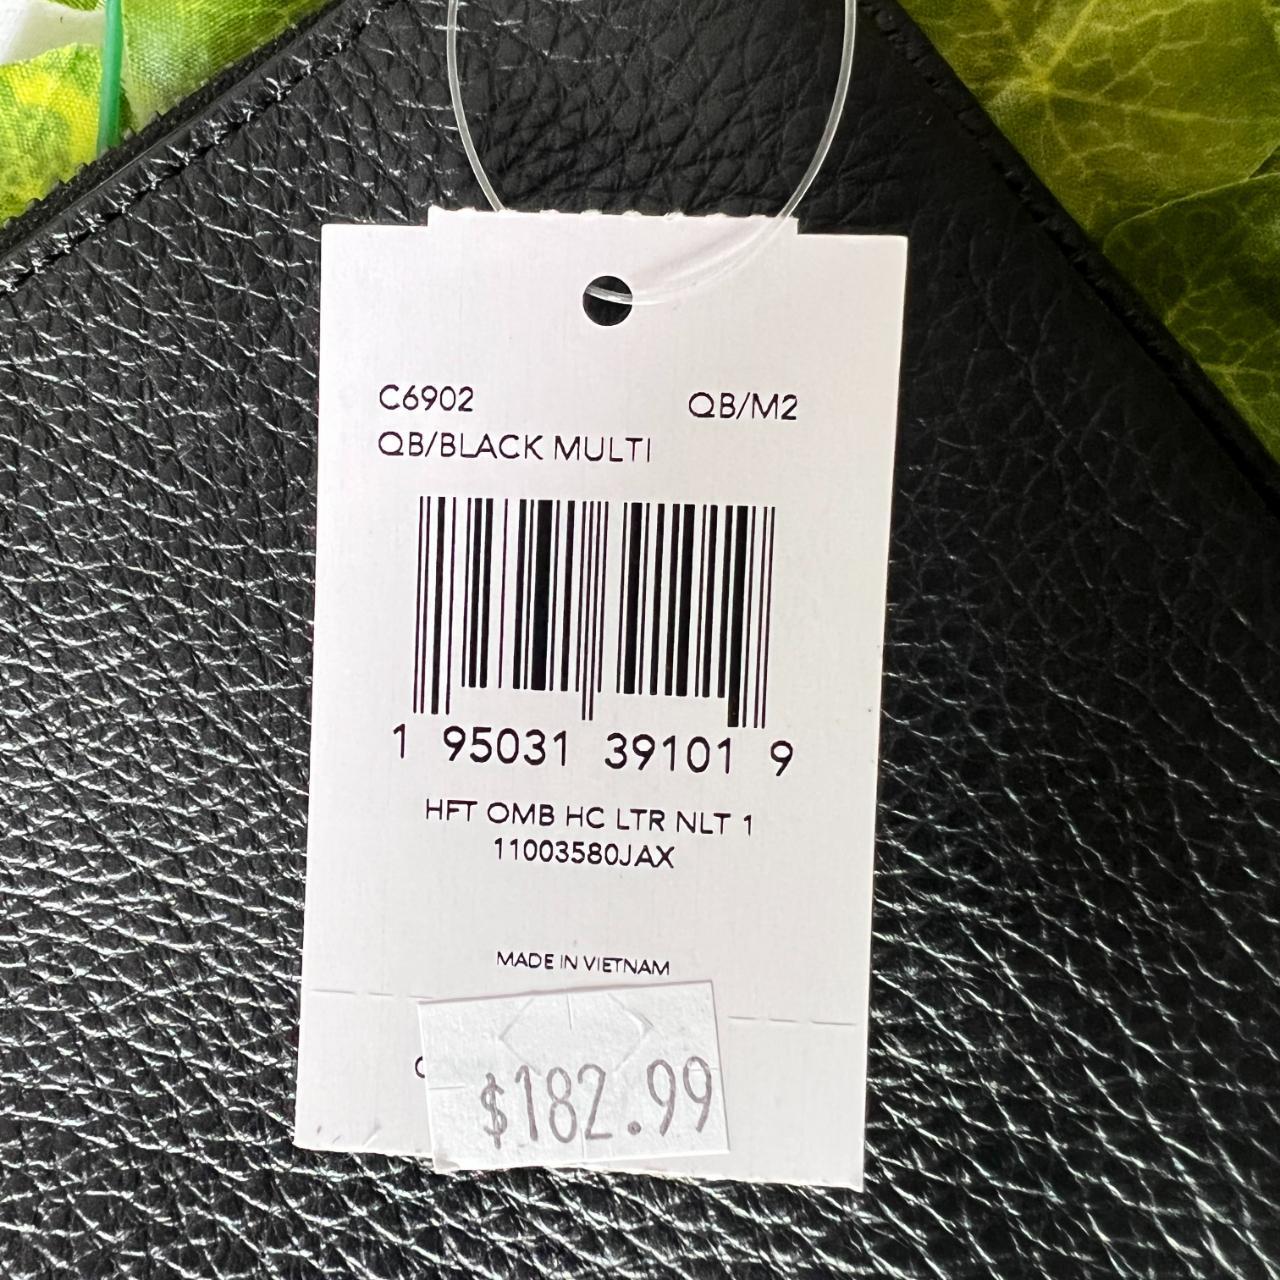 C6902 QB/M2
QB/BLACK MULTI
1 95031 39101 9
HFT OMB HC LTR NLT 1
11003580JAX
MADE IN VIETNAM
$182.99